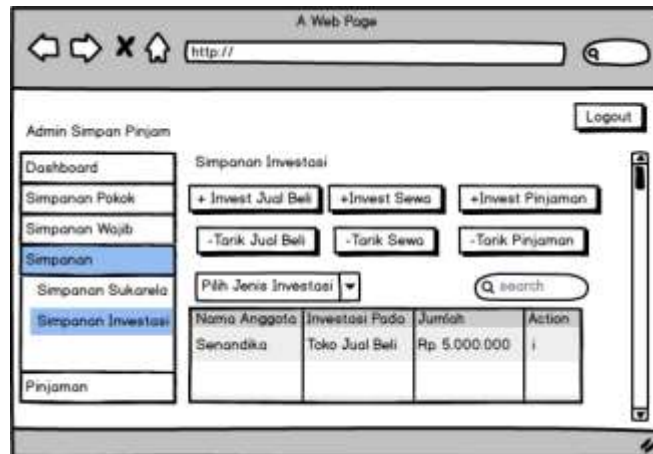 A Web Page
http://
Logout
Admin Simpan Pinjam
Dashboard
Simpanan Pokok
Simpanan Wajib
Simpanan
Simpanan Sukarela
Simpanan Investasi
Pinjaman
Simpanan Investasi
+ Invest Jual Beli
+Invest Sewa
+Invest Pinjaman
-Tarik Jual Beli
-Tarik Sewa
-Tarik Pinjaman
Pilih Jenis Investasi
search
Nama Anggota Investasi Pada Jumlah Action
Senandika Toko Jual Beli Rp 5.000.000 i